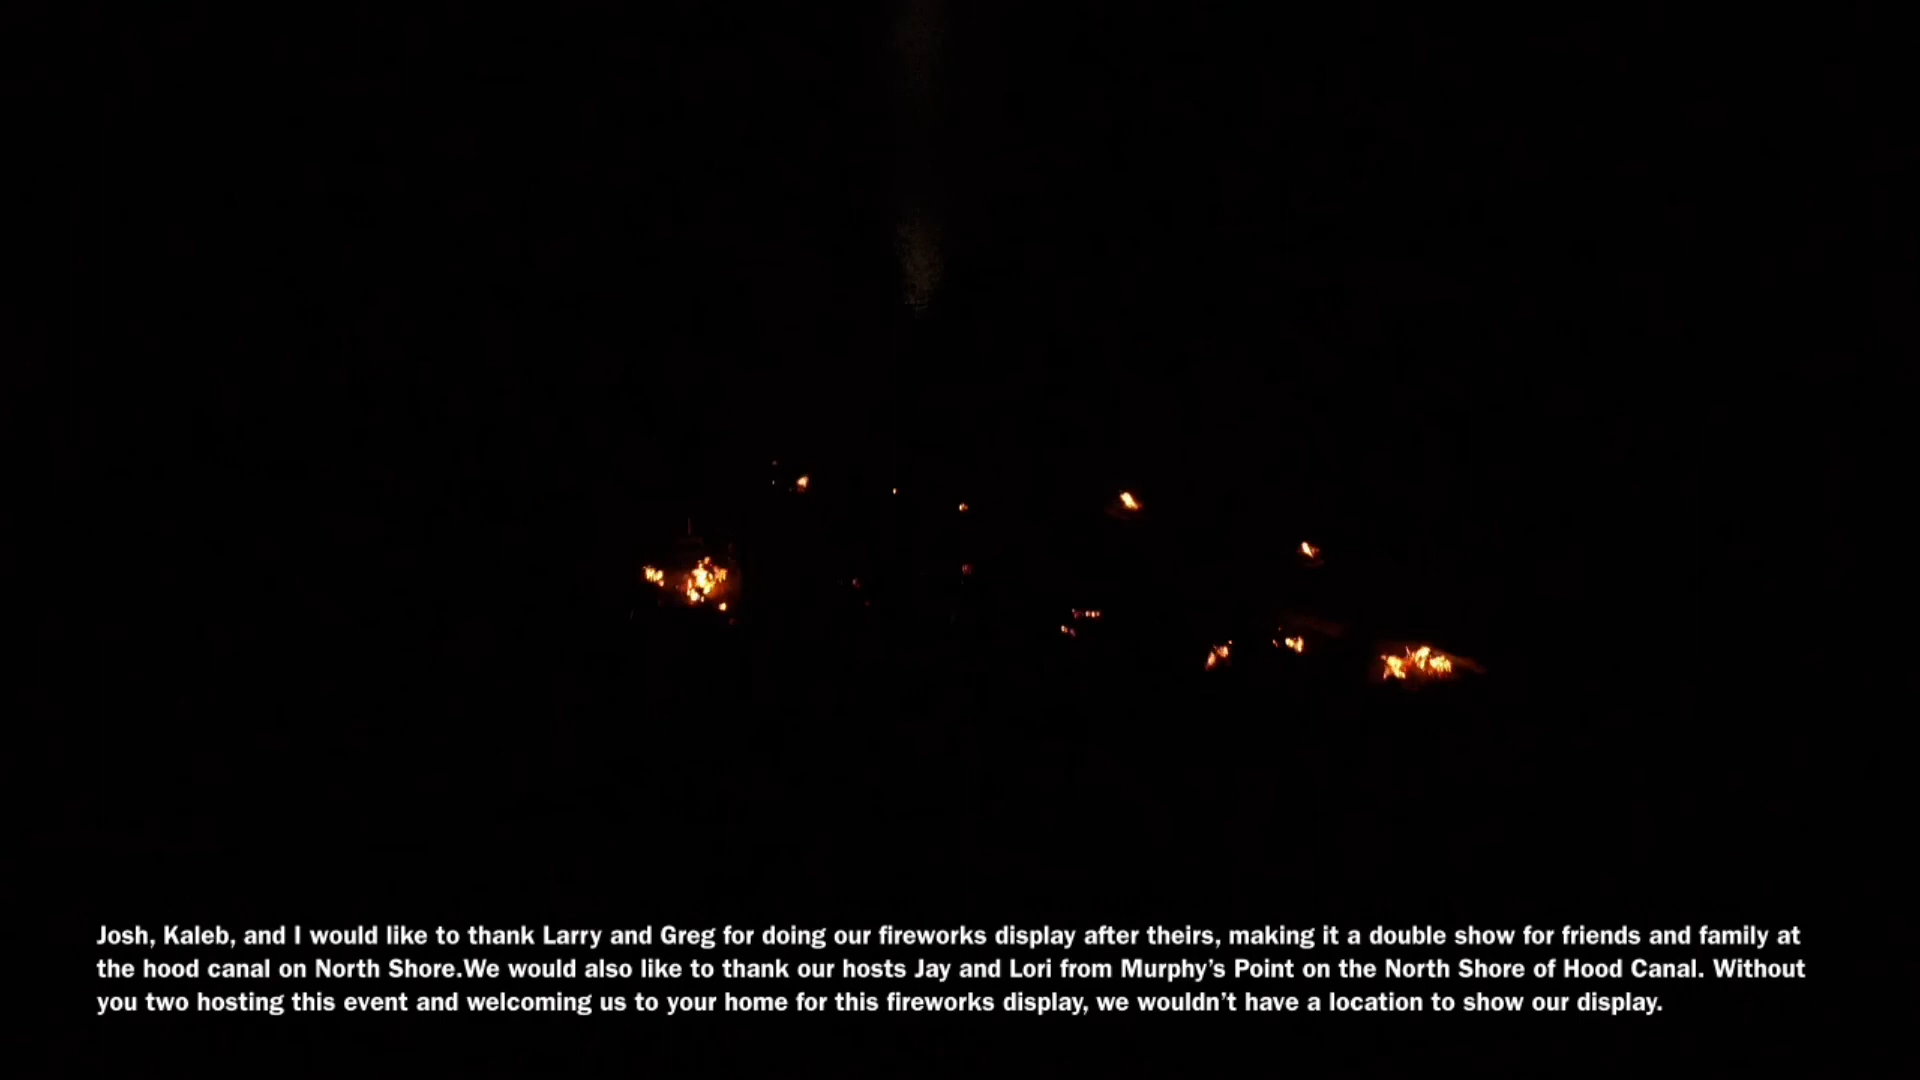 Josh, Kaleb, and I would like to thank Larry and Greg for doing our fireworks display after theirs, making it a double show for friends and family at
the hood canal on North Shore.We would also like to thank our hosts Jay and Lori from Murphy’s Point on the North Shore of Hood Canal. Without
you two hosting this event and welcoming us to your home for this fireworks display, we wouldn’t have a location to show our display.